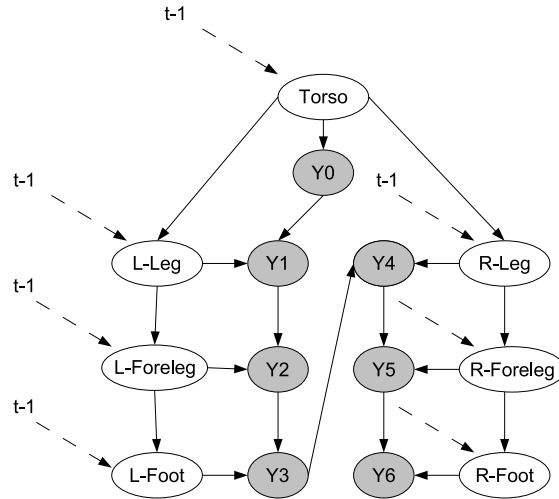 t-1
Torso
Y0
t-1
t-1
L-Leg
Y1
Y4
R-Leg
t-1
L-Foreleg
Y2
Y5
R-Foreleg
t-1
L-Foot
Y3
Y6
R-Foot